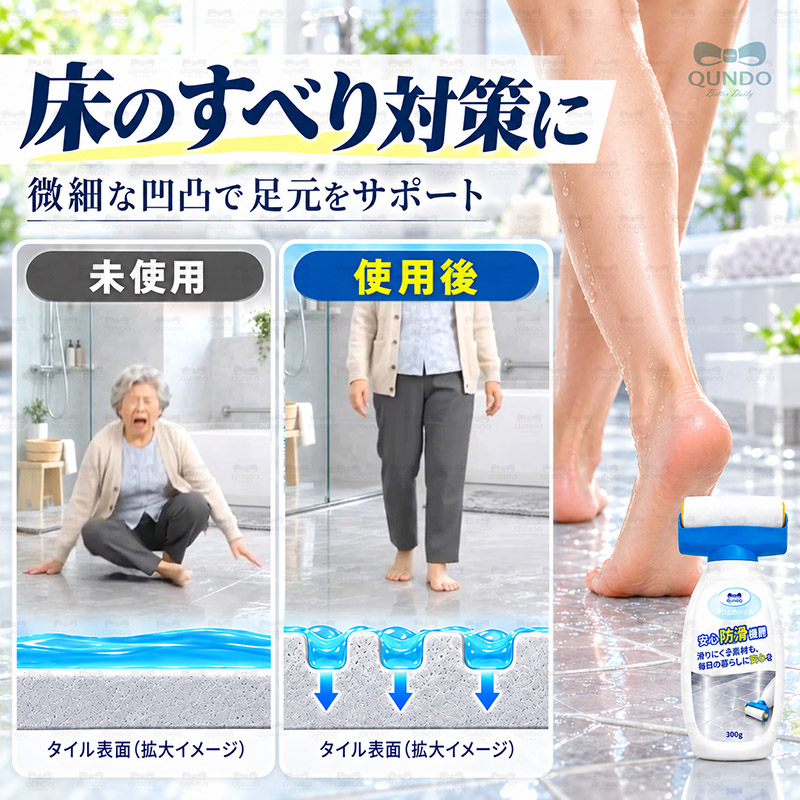 QUNDO
Better Daily
床のすべり対策に
微細な凹凸で足元をサポート
未使用
使用後
タイル表面（拡大イメージ）
タイル表面（拡大イメージ）
QUNDO
安心防滑機麗
滑りにくい素材も、
毎日の暮らしに安心を
300g